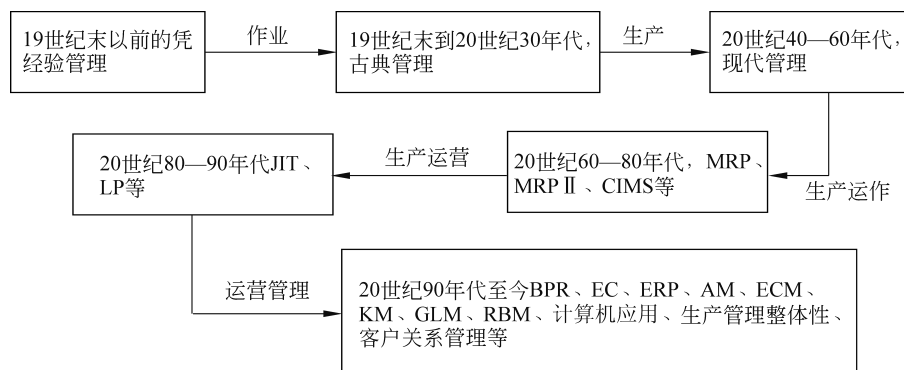 19世纪末以前的凭
经验管理
作业
19世纪末到20世纪30年代，
古典管理
生产
20世纪40—60年代，
现代管理
生产运作
20世纪60—80年代，MRP、
MRPⅡ、CIMS等
生产运营
20世纪80—90年代JIT、
LP等
运营管理
20世纪90年代至今BPR、EC、ERP、AM、ECM、
KM、GLM、RBM、计算机应用、生产管理整体性、
客户关系管理等